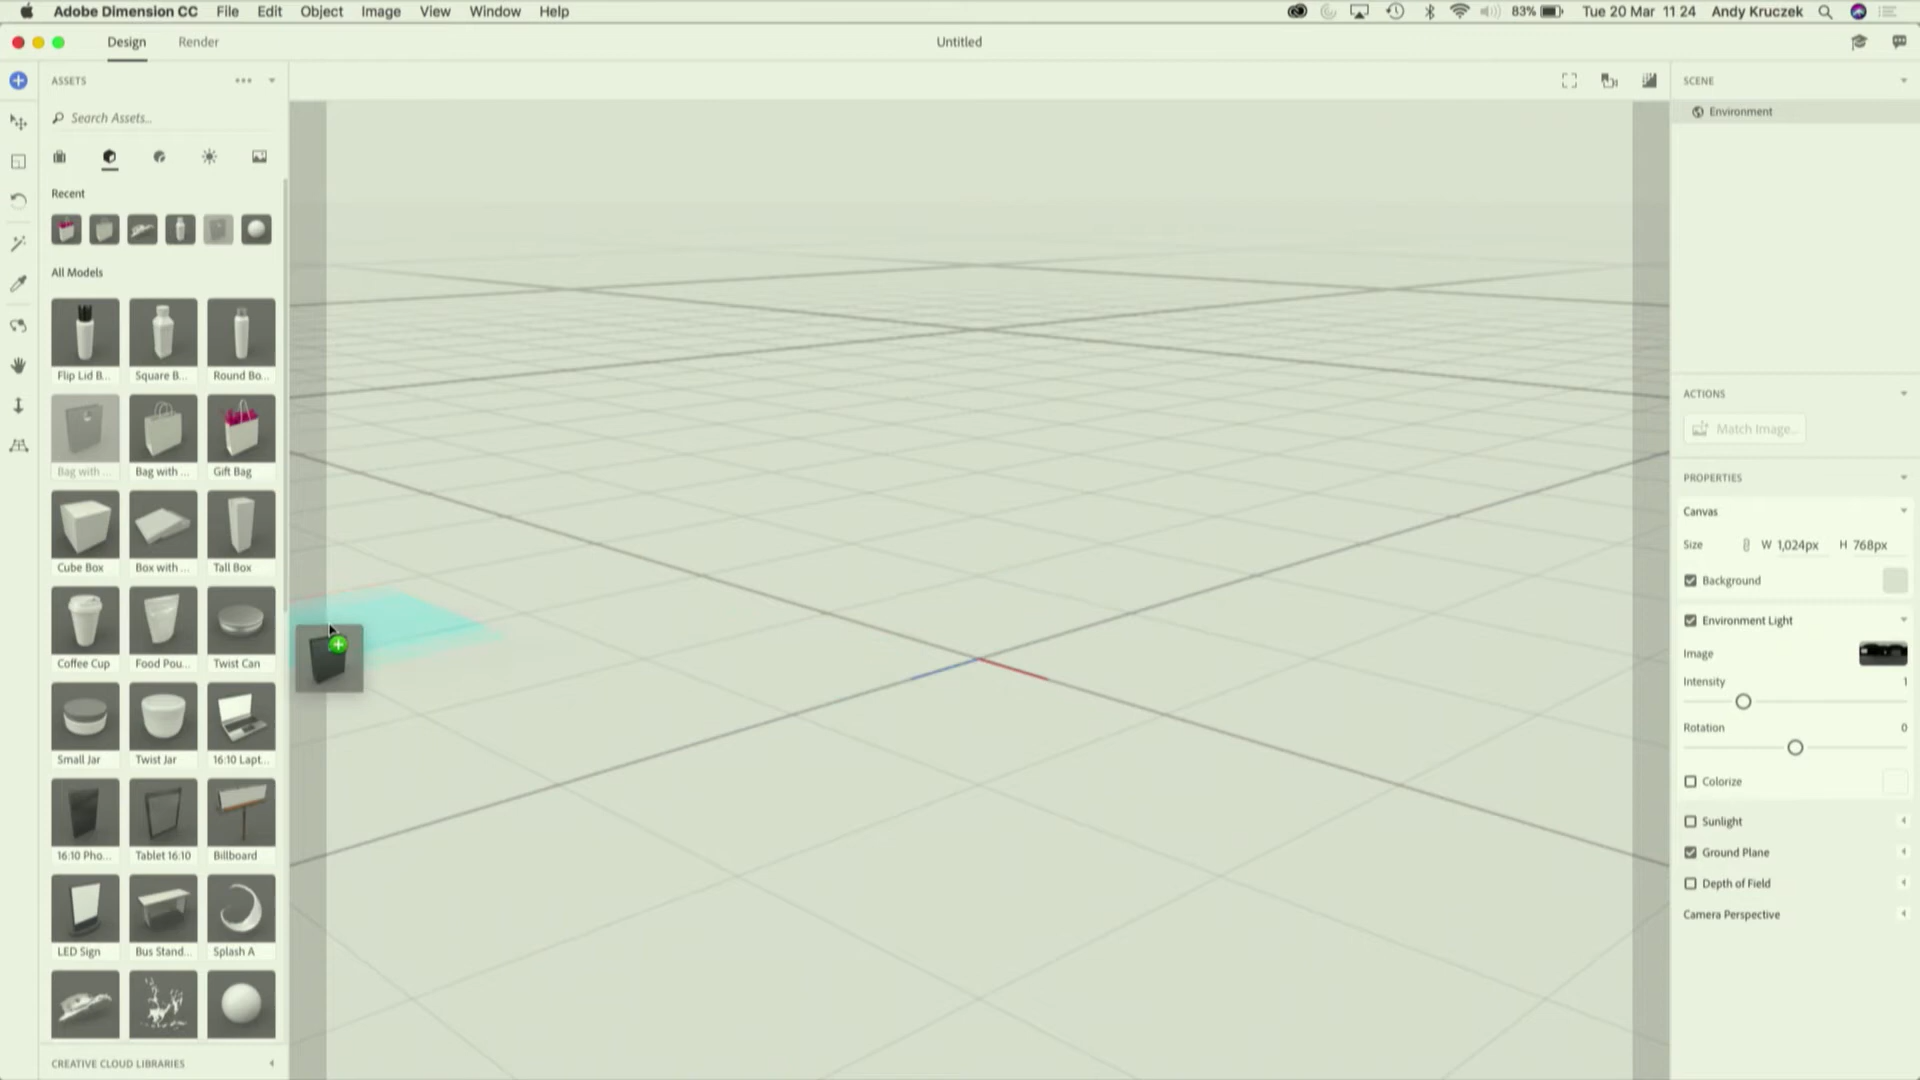 Adobe Dimension CC File Edit Object Image View Window Help 83% Tue 20 Mar 11 24 Andy Kruczek
Design Render Untitled
ASSETS
Search Assets...
Recent
All Models
Flip Lid B... Square B... Round Bo...
Bag with ... Bag with ... Gift Bag
Cube Box Box with ... Tall Box
Coffee Cup Food Pou... Twist Can
Small Jar Twist Jar 16:10 Lapt...
16:10 Pho... Tablet 16:10 Billboard
LED Sign Bus Stand... Splash A
CREATIVE CLOUD LIBRARIES
SCENE
Environment
ACTIONS
Match Image...
PROPERTIES
Canvas
Size W 1,024px H 768px
Background
Environment Light
Image
Intensity 1
Rotation 0
Colorize
Sunlight
Ground Plane
Depth of Field
Camera Perspective